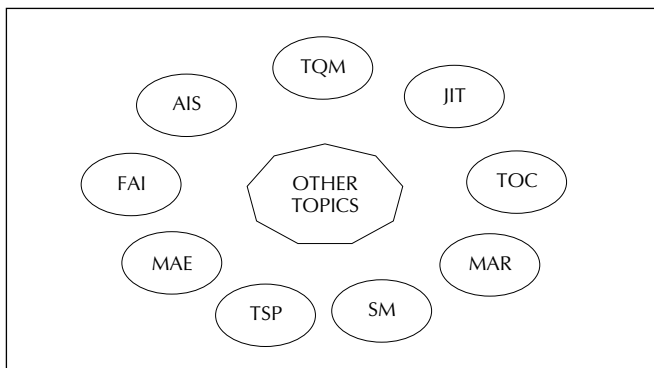 TQM
AIS
JIT
FAI
OTHER
TOPICS
TOC
MAE
MAR
TSP
SM